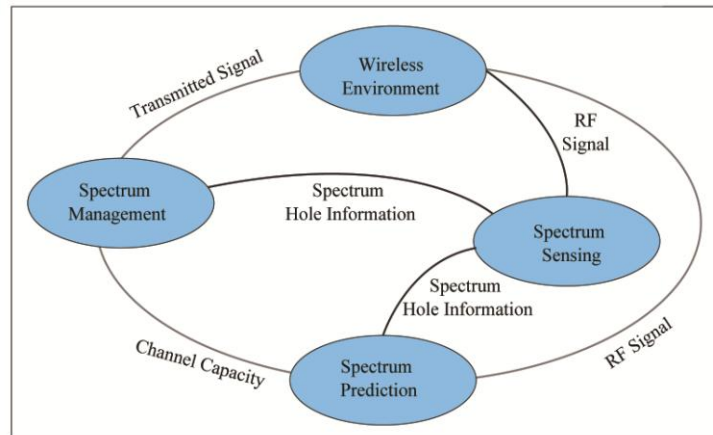 Wireless
Environment
Transmitted Signal
RF
Signal
Spectrum
Management
Spectrum
Hole Information
Spectrum
Sensing
Spectrum
Hole Information
Channel Capacity
Spectrum
Prediction
RF Signal